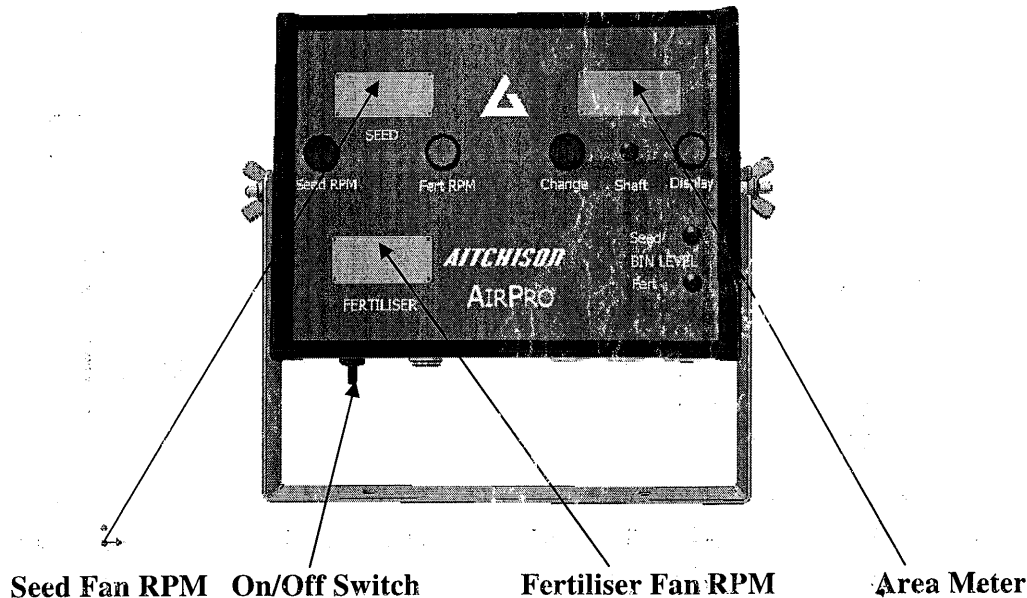 SEED
Seed RPM Fert RPM Change Shaft Display
Seed
BIN LEVEL
Fert
AITCHISON
AIRPRO
FERTILISER
Seed Fan RPM On/Off Switch Fertiliser Fan RPM Area Meter